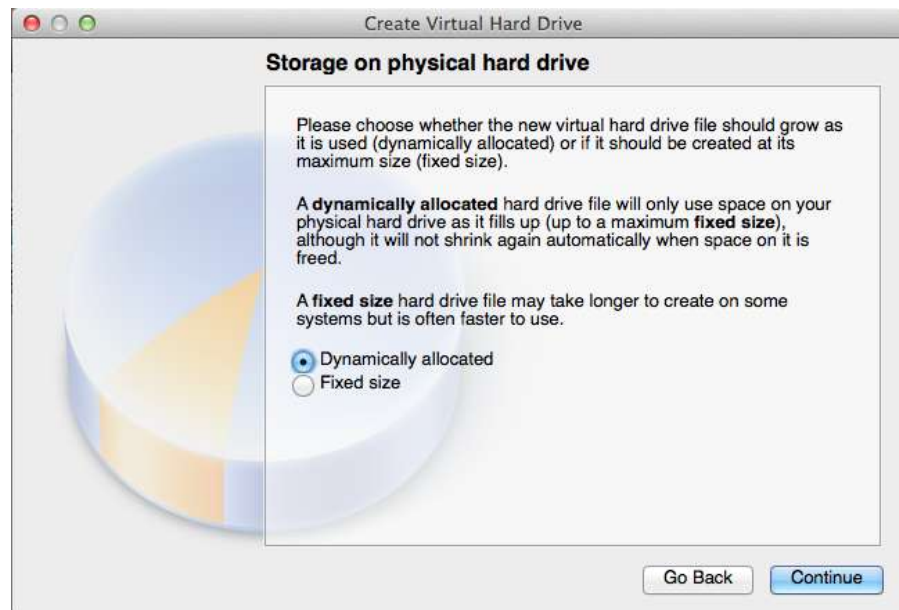 Create Virtual Hard Drive
Storage on physical hard drive
Please choose whether the new virtual hard drive file should grow as
it is used (dynamically allocated) or if it should be created at its
maximum size (fixed size).
A dynamically allocated hard drive file will only use space on your
physical hard drive as it fills up (up to a maximum fixed size),
although it will not shrink again automatically when space on it is
freed.
A fixed size hard drive file may take longer to create on some
systems but is often faster to use.
Dynamically allocated
Fixed size
Go Back
Continue